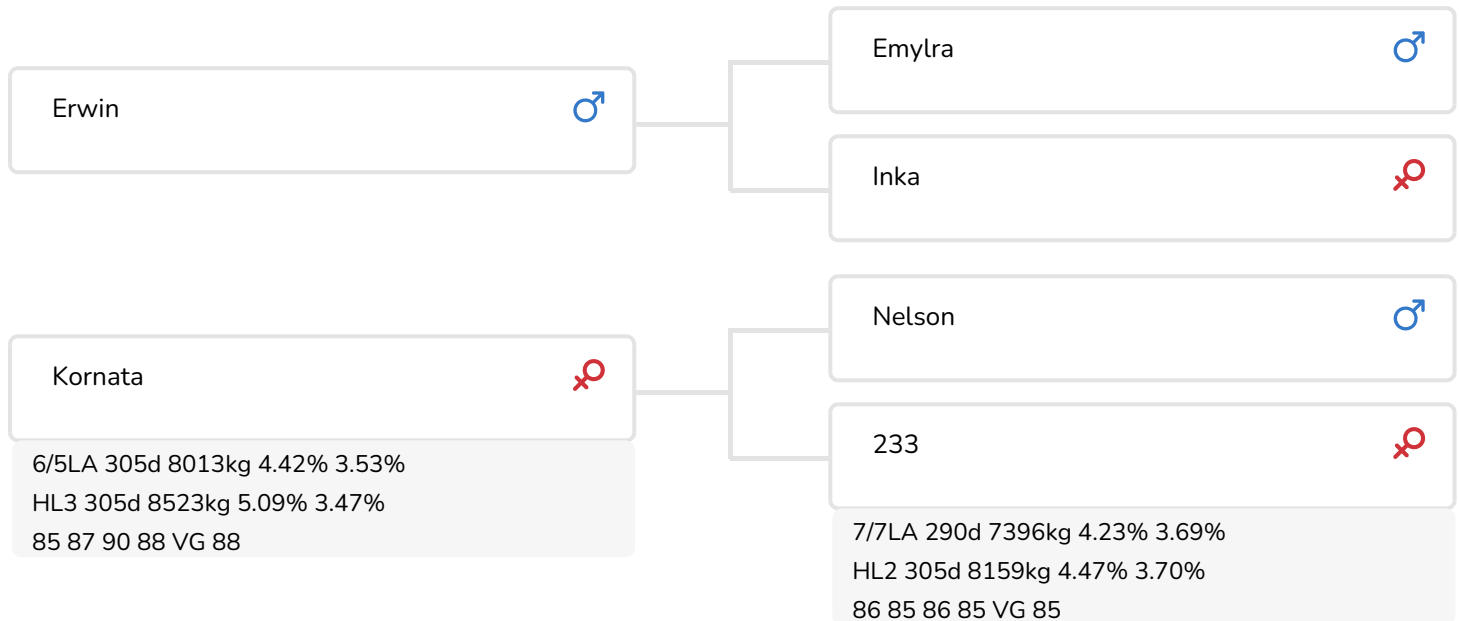 Emylra
Erwin
Inka
Nelson
Kornata
233
6/5LA 305d 8013kg 4.42% 3.53%
HL3 305d 8523kg 5.09% 3.47%
85 87 90 88 VG 88
7/7LA 290d 7396kg 4.23% 3.69%
HL2 305d 8159kg 4.47% 3.70%
86 85 86 85 VG 85